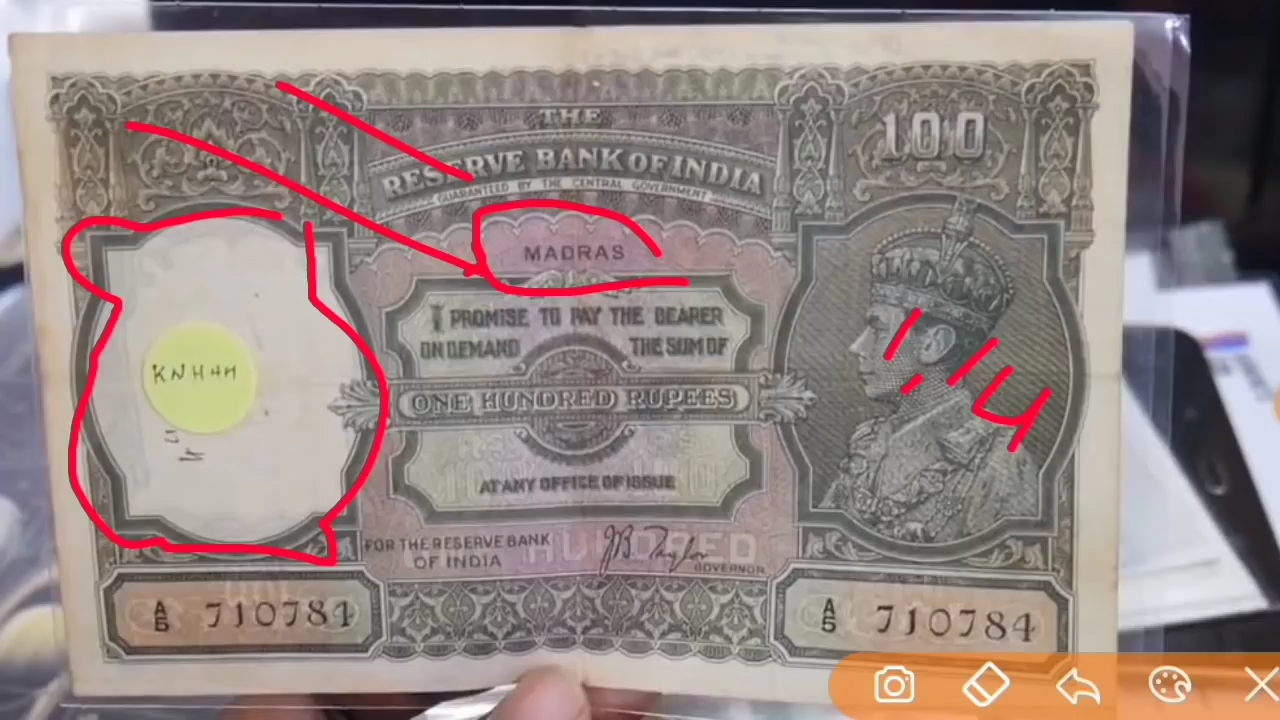 100
THE
RESERVE BANK OF INDIA
GUARANTEED BY THE CENTRAL GOVERNMENT
MADRAS
I PROMISE TO PAY THE BEARER
ON DEMAND THE SUM OF
ONE HUNDRED RUPEES
AT ANY OFFICE OF ISSUE
KNHHH
FOR THE RESERVE BANK
OF INDIA
HUNDRED
JB Taylor
GOVERNOR
A/5 710784
A/5 710784